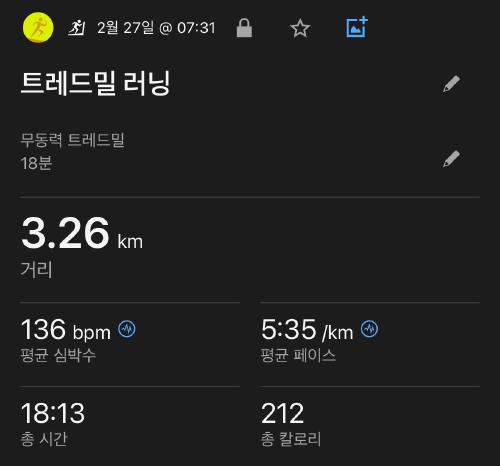 2월 27일 @ 07:31
트레드밀 러닝
무동력 트레드밀
18분
3.26 km
거리
136 bpm 5:35 /km
평균 심박수 평균 페이스
18:13 212
총 시간 총 칼로리